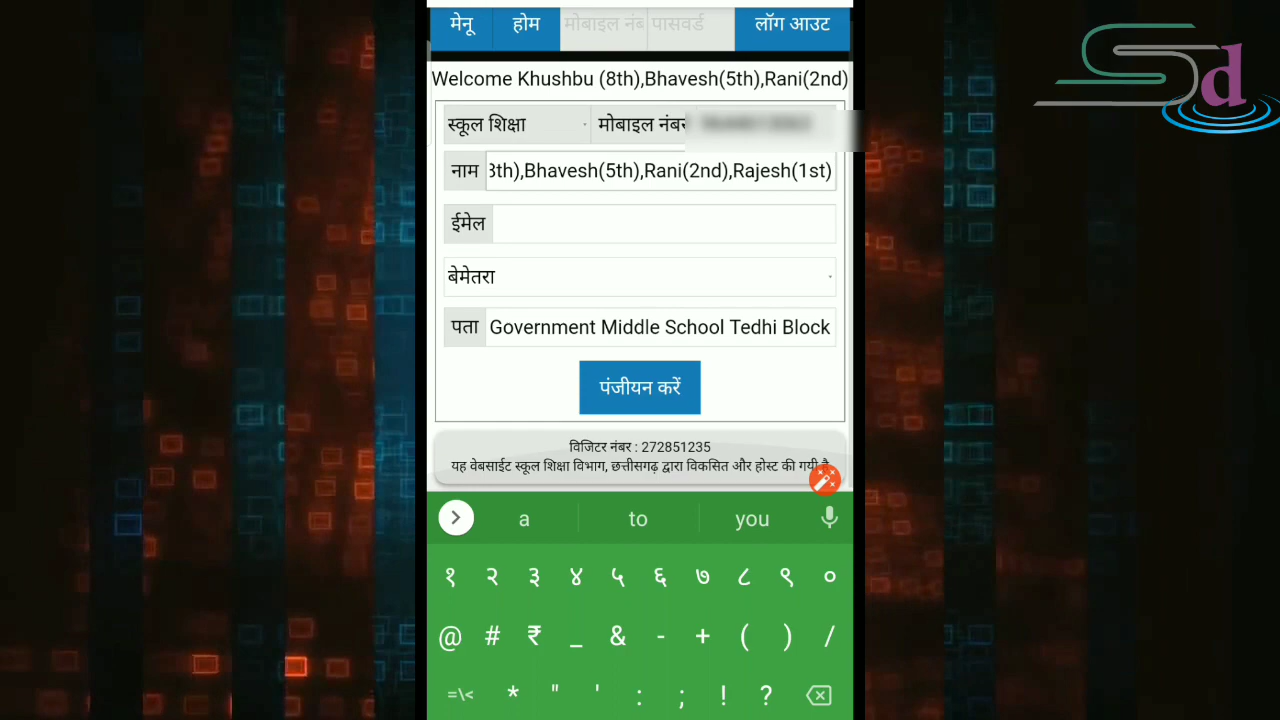 मेनू होम मोबाइल नंब पासवर्ड लॉग आउट
Welcome Khushbu (8th),Bhavesh(5th),Rani(2nd)
स्कूल शिक्षा मोबाइल नंबर
नाम 8th),Bhavesh(5th),Rani(2nd),Rajesh(1st)
ईमेल
बेमेतरा
पता Government Middle School Tedhi Block
पंजीयन करें
विजिटर नंबर : 272851235
यह वेबसाईट स्कूल शिक्षा विभाग, छत्तीसगढ़ द्वारा विकसित और होस्ट की गयी है
a to you
१ २ ३ ४ ५ ६ ७ ८ ९ ०
@ # ₹ _ & - + ( ) /
=\< * " ' : ; ! ?
Sd